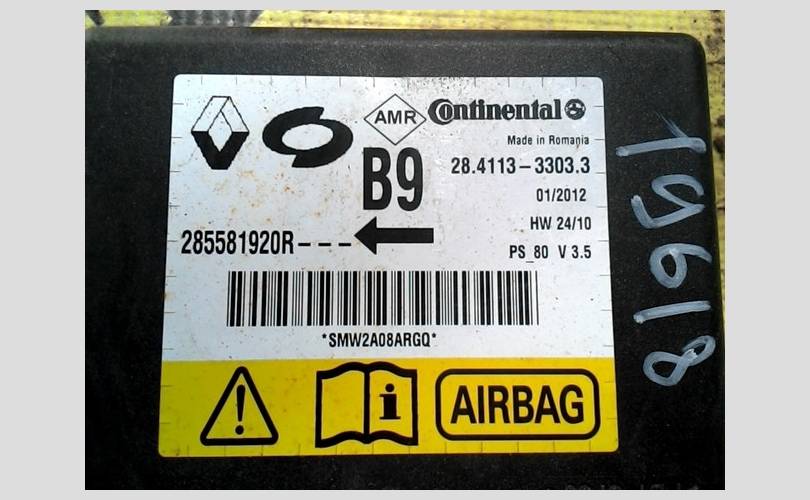 AMR
Continental
Made in Romania
B9
28.4113-3303.3
01/2012
HW 24/10
285581920R---
PS_80 V 3.5
*SMW2A08ARGQ*
i
AIRBAG
19618